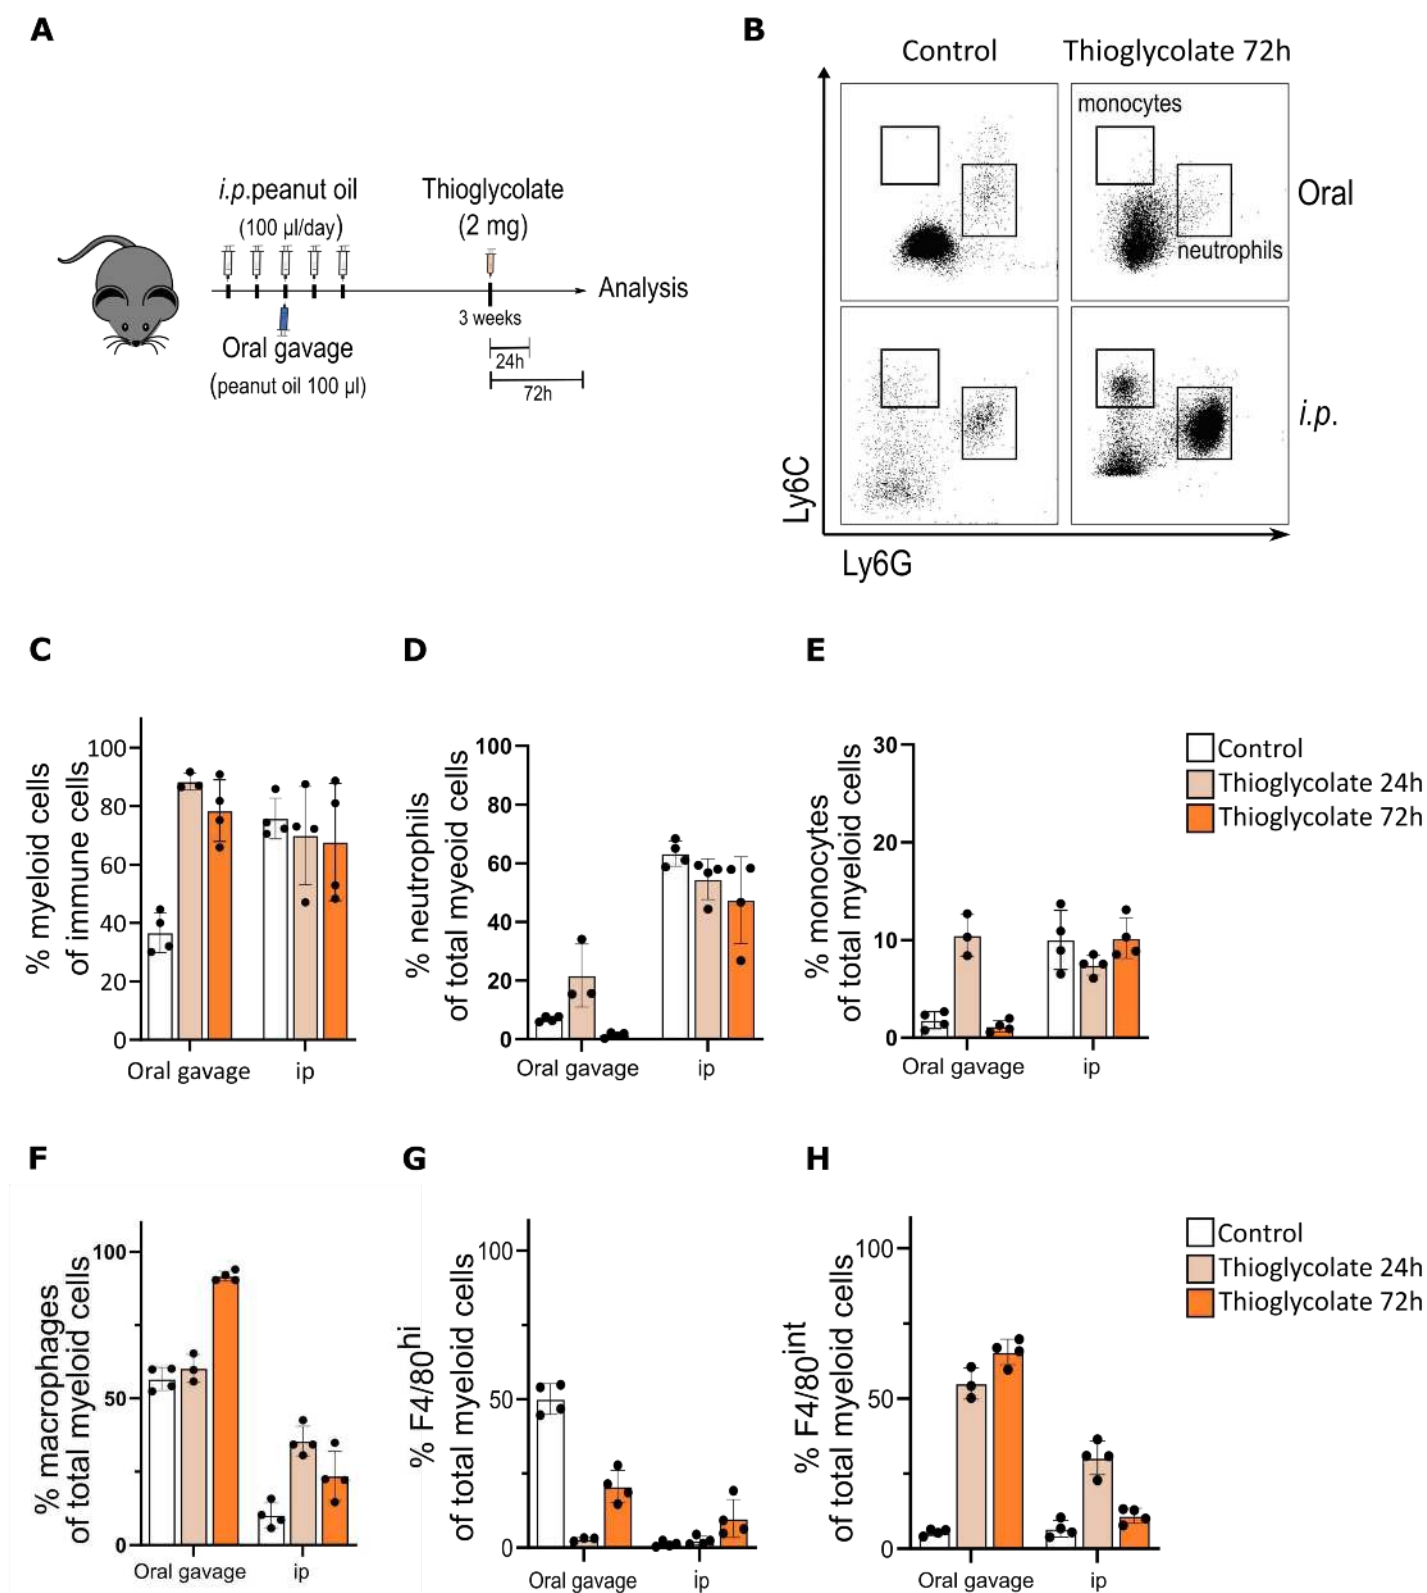 A
i.p.peanut oil
(100 µl/day)
Thioglycolate
(2 mg)
Analysis
3 weeks
24h
72h
Oral gavage
(peanut oil 100 µl)
B
Control
Thioglycolate 72h
monocytes
neutrophils
Oral
i.p.
Ly6C
Ly6G
C
% myeloid cells
of immune cells
100
80
60
40
20
0
Oral gavage
ip
D
% neutrophils
of total myeoid cells
100
80
60
40
20
0
Oral gavage
ip
E
% monocytes
of total myeloid cells
30
20
10
0
Oral gavage
ip
Control
Thioglycolate 24h
Thioglycolate 72h
F
% macrophages
of total myeloid cells
100
50
0
Oral gavage
ip
G
% F4/80hi
of total myeloid cells
100
50
0
Oral gavage
ip
H
% F4/80int
of total myeloid cells
100
50
0
Oral gavage
ip
Control
Thioglycolate 24h
Thioglycolate 72h